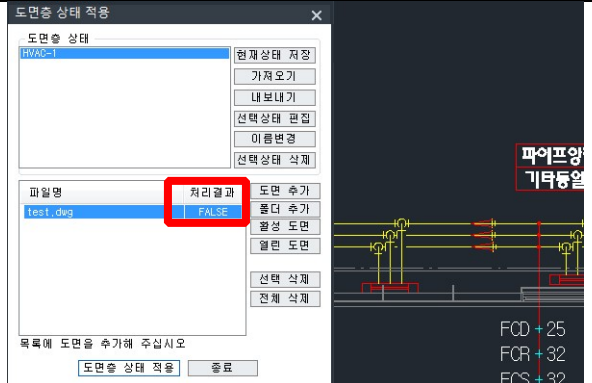 도면층 상태 적용
도면층 상태
HVAC-1
현재상태 저장
가져오기
내보내기
선택상태 편집
이름변경
선택상태 삭제
파일명 처리결과
test.dwg FALSE
도면 추가
폴더 추가
활성 도면
열린 도면
선택 삭제
전체 삭제
목록에 도면을 추가해 주십시오
도면층 상태 적용 종료
FCD + 25
FCR + 32
FCS + 32